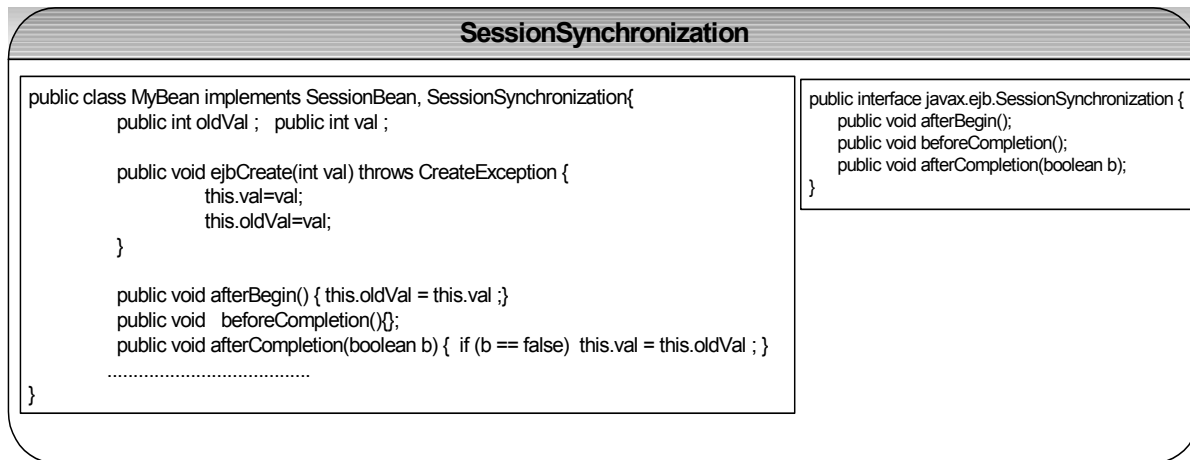 SessionSynchronization
public class MyBean implements SessionBean, SessionSynchronization{
public int oldVal ; public int val ;
public void ejbCreate(int val) throws CreateException {
this.val=val;
this.oldVal=val;
}
public void afterBegin() { this.oldVal = this.val ;}
public void beforeCompletion(){};
public void afterCompletion(boolean b) { if (b == false) this.val = this.oldVal ; }
.......................................
}
public interface javax.ejb.SessionSynchronization {
public void afterBegin();
public void beforeCompletion();
public void afterCompletion(boolean b);
}